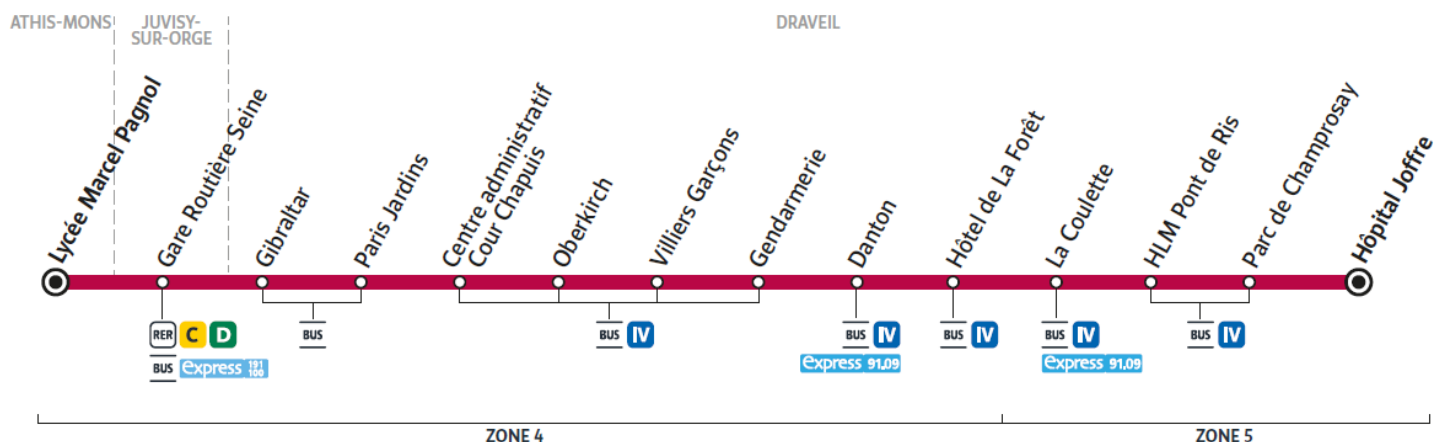 ATHIS-MONS
JUVISY-
SUR-ORGE
DRAVEIL
Lycée Marcel Pagnol
Gare Routière Seine
Gibraltar
Paris Jardins
Centre administratif
Cour Chapuis
Oberkirch
Villiers Garçons
Gendarmerie
Danton
Hôtel de La Forêt
La Coulette
HLM Pont de Ris
Parc de Champrosay
Hôpital Joffre
RER C D
BUS express 191 100
BUS
BUS IV
BUS IV
express 91.09
BUS IV
BUS IV
express 91.09
BUS IV
ZONE 4
ZONE 5